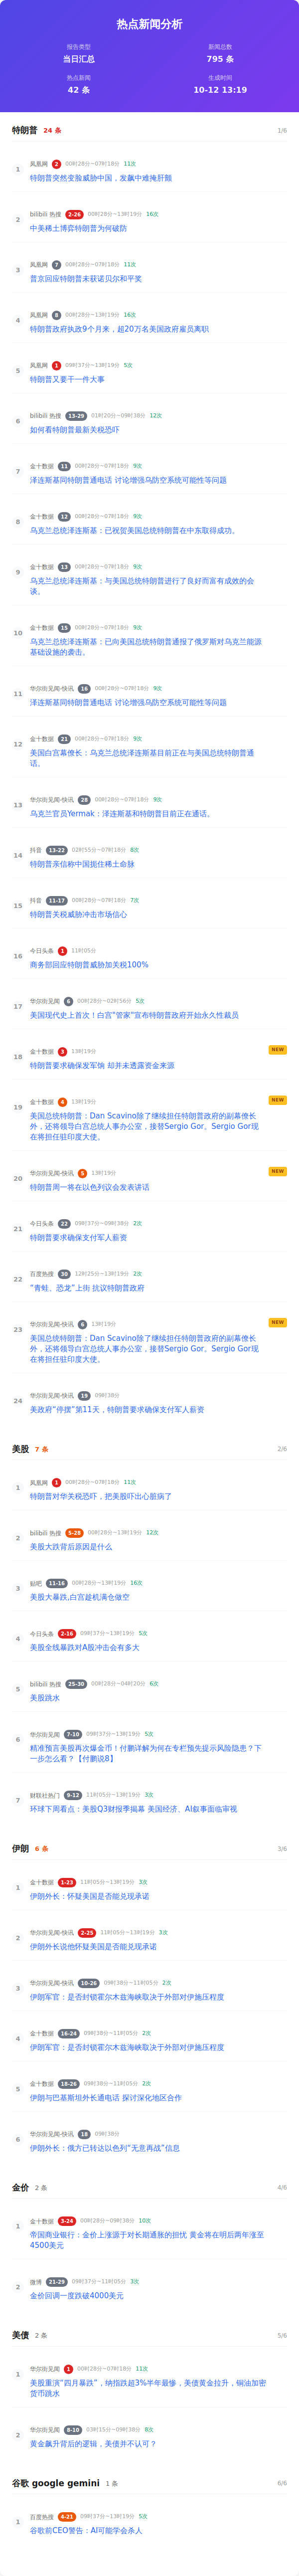 热点新闻分析
报告类型
新闻总数
当日汇总
795 条
热点新闻
生成时间
42 条
10-12 13:19
特朗普 24 条
1/6
1
凤凰网 2 00时28分~07时18分 11次
特朗普突然变脸威胁中国，发飙中难掩肝颤
2
bilibili 热搜 2-26 00时28分~13时19分 16次
中美稀土博弈特朗普为何破防
3
凤凰网 7 00时28分~07时18分 11次
普京回应特朗普未获诺贝尔和平奖
4
凤凰网 8 00时28分~13时19分 16次
特朗普政府执政9个月来，超20万名美国政府雇员离职
5
凤凰网 1 09时37分~13时19分 5次
特朗普又要干一件大事
6
bilibili 热搜 13-29 01时20分~09时38分 12次
如何看特朗普最新关税恐吓
7
金十数据 11 00时28分~07时18分 9次
泽连斯基同特朗普通电话 讨论增强乌防空系统可能性等问题
8
金十数据 12 00时28分~07时18分 9次
乌克兰总统泽连斯基：已祝贺美国总统特朗普在中东取得成功。
9
金十数据 13 00时28分~07时18分 9次
乌克兰总统泽连斯基：与美国总统特朗普进行了良好而富有成效的会
谈。
10
金十数据 15 00时28分~07时18分 9次
乌克兰总统泽连斯基：已向美国总统特朗普通报了俄罗斯对乌克兰能源
基础设施的袭击。
11
华尔街见闻-快讯 16 00时28分~07时18分 9次
泽连斯基同特朗普通电话 讨论增强乌防空系统可能性等问题
12
金十数据 21 00时28分~07时18分 9次
美国白宫幕僚长：乌克兰总统泽连斯基目前正在与美国总统特朗普通
话。
13
华尔街见闻-快讯 28 00时28分~07时18分 9次
乌克兰官员Yermak：泽连斯基和特朗普目前正在通话。
14
抖音 13-22 02时55分~07时18分 8次
特朗普亲信称中国扼住稀土命脉
15
抖音 11-17 00时28分~07时18分 7次
特朗普关税威胁冲击市场信心
16
今日头条 1 11时05分
商务部回应特朗普威胁加关税100%
17
华尔街见闻 6 00时28分~02时56分 5次
美国现代史上首次！白宫"管家"宣布特朗普政府开始永久性裁员
18
金十数据 3 13时19分
NEW
特朗普要求确保发军饷 却并未透露资金来源
19
金十数据 4 13时19分
NEW
美国总统特朗普：Dan Scavino除了继续担任特朗普政府的副幕僚长
外，还将领导白宫总统人事办公室，接替Sergio Gor。Sergio Gor现
在将担任驻印度大使。
20
华尔街见闻-快讯 5 13时19分
NEW
特朗普周一将在以色列议会发表讲话
21
今日头条 22 09时37分~09时38分 2次
特朗普要求确保支付军人薪资
22
百度热搜 30 12时25分~13时19分 2次
“青蛙、恐龙”上街 抗议特朗普政府
23
华尔街见闻-快讯 6 13时19分
NEW
美国总统特朗普：Dan Scavino除了继续担任特朗普政府的副幕僚长
外，还将领导白宫总统人事办公室，接替Sergio Gor。Sergio Gor现
在将担任驻印度大使。
24
华尔街见闻-快讯 19 09时38分
美政府“停摆”第11天，特朗普要求确保支付军人薪资
美股 7 条
2/6
1
凤凰网 1 00时28分~07时18分 11次
特朗普对华关税恐吓，把美股吓出心脏病了
2
bilibili 热搜 5-28 00时28分~13时19分 12次
美股大跌背后原因是什么
3
贴吧 11-16 00时28分~13时19分 16次
美股大暴跌,白宫趁机满仓做空
4
今日头条 2-16 09时37分~13时19分 5次
美股全线暴跌对A股冲击会有多大
5
bilibili 热搜 25-30 00时28分~04时20分 6次
美股跳水
6
华尔街见闻 7-10 09时37分~13时19分 5次
精准预言美股再次爆金币！付鹏详解为何在专栏预先提示风险隐患？下
一步怎么看？【付鹏说8】
7
财联社热门 9-12 11时05分~13时19分 3次
环球下周看点：美股Q3财报季揭幕 美国经济、AI叙事面临审视
伊朗 6 条
3/6
1
金十数据 1-23 11时05分~13时19分 3次
伊朗外长：怀疑美国是否能兑现承诺
2
华尔街见闻-快讯 2-25 11时05分~13时19分 3次
伊朗外长说他怀疑美国是否能兑现承诺
3
华尔街见闻-快讯 10-26 09时38分~11时05分 2次
伊朗军官：是否封锁霍尔木兹海峡取决于外部对伊施压程度
4
金十数据 16-24 09时38分~11时05分 2次
伊朗军官：是否封锁霍尔木兹海峡取决于外部对伊施压程度
5
金十数据 18-26 09时38分~11时05分 2次
伊朗与巴基斯坦外长通电话 探讨深化地区合作
6
华尔街见闻-快讯 18 09时38分
伊朗外长：俄方已转达以色列“无意再战”信息
金价 2 条
4/6
1
金十数据 3-24 00时28分~09时38分 10次
帝国商业银行：金价上涨源于对长期通胀的担忧 黄金将在明后两年涨至
4500美元
2
微博 21-29 09时37分~11时05分 3次
金价回调一度跌破4000美元
美债 2 条
5/6
1
华尔街见闻 1 00时28分~07时18分 11次
美股重演“四月暴跌”，纳指跌超3%半年最惨，美债黄金拉升，铜油加密
货币跳水
2
华尔街见闻 8-10 03时15分~09时38分 8次
黄金飙升背后的逻辑，美债并不认可？
谷歌 google gemini 1 条
6/6
1
百度热搜 4-21 09时37分~13时19分 5次
谷歌前CEO警告：AI可能学会杀人